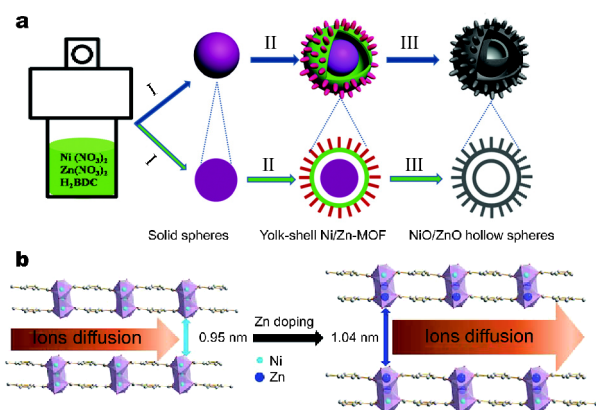 a
I
II
III
I
II
III
Ni (NO₃)₂
Zn(NO₃)₂
H₂BDC
Solid spheres
Yolk-shell Ni/Zn-MOF
NiO/ZnO hollow spheres
b
Ions diffusion
0.95 nm
Zn doping
1.04 nm
Ions diffusion
Ni
Zn